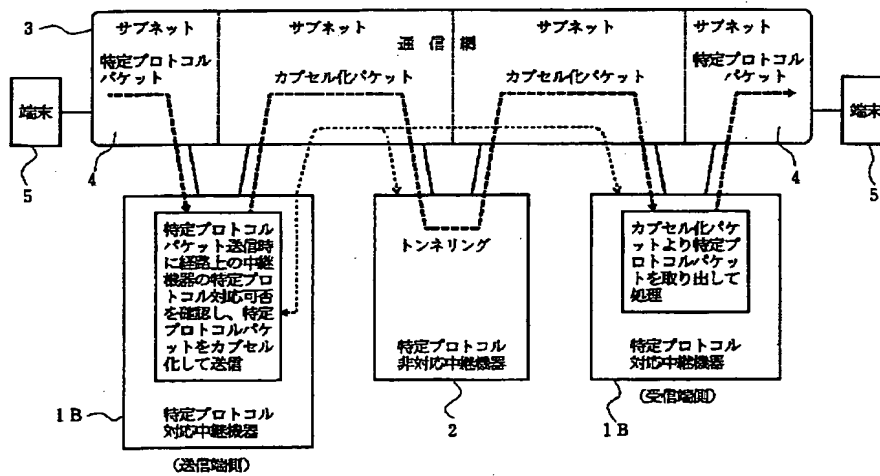 3
サブネット
サブネット
サブネット
サブネット
通信網
特定プロトコル
パケット
カプセル化パケット
カプセル化パケット
特定プロトコル
パケット
端末
端末
5
4
4
5
特定プロトコル
パケット送信時
に経路上の中継
機器の特定プロ
トコル対応可否
を確認し、特定
プロトコルパケ
ットをカプセル
化して送信
トンネリング
カプセル化パケ
ットより特定プ
ロトコルパケッ
トを取り出して
処理
特定プロトコル
非対応中継機器
特定プロトコル
対応中継機器
1B
特定プロトコル
対応中継機器
2
(受信端側)
1B
(送信端側)